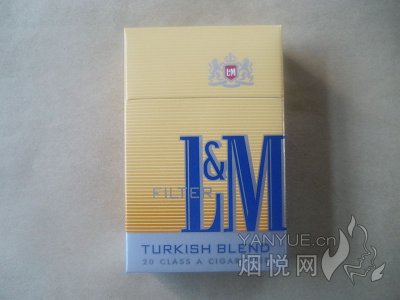 L&M
L&M
FILTER
TURKISH BLEND
20 CLASS A CIGAR
YANYUE.cn
烟悦网